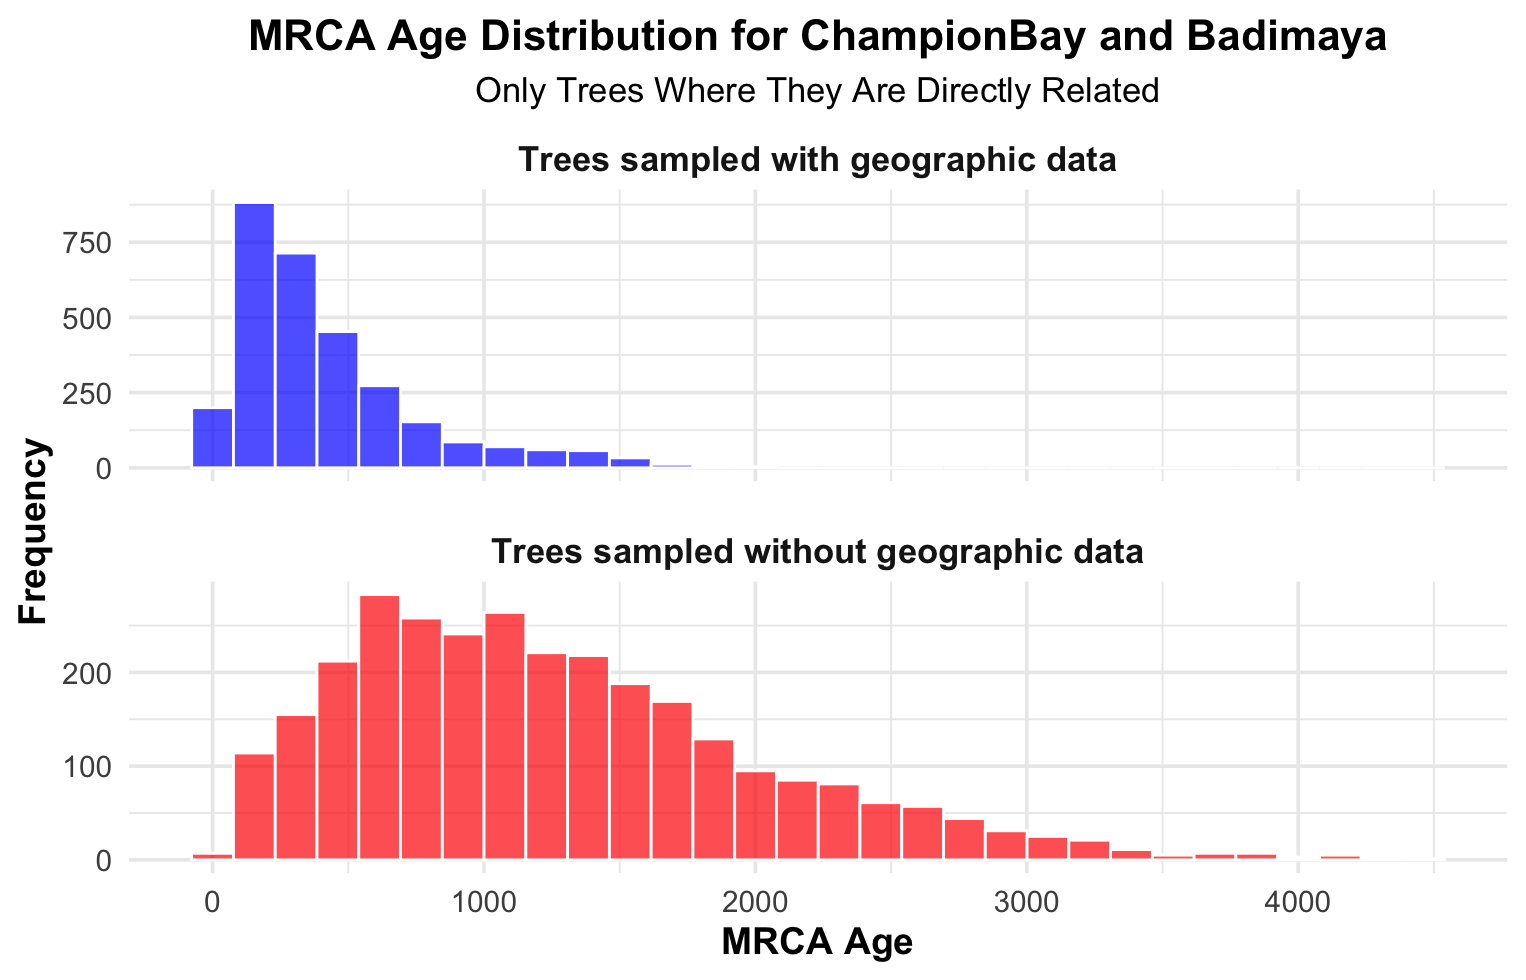 MRCA Age Distribution for ChampionBay and Badimaya
Only Trees Where They Are Directly Related
Trees sampled with geographic data
750
500
250
0
Frequency
Trees sampled without geographic data
200
100
0
0 1000 2000 3000 4000
MRCA Age